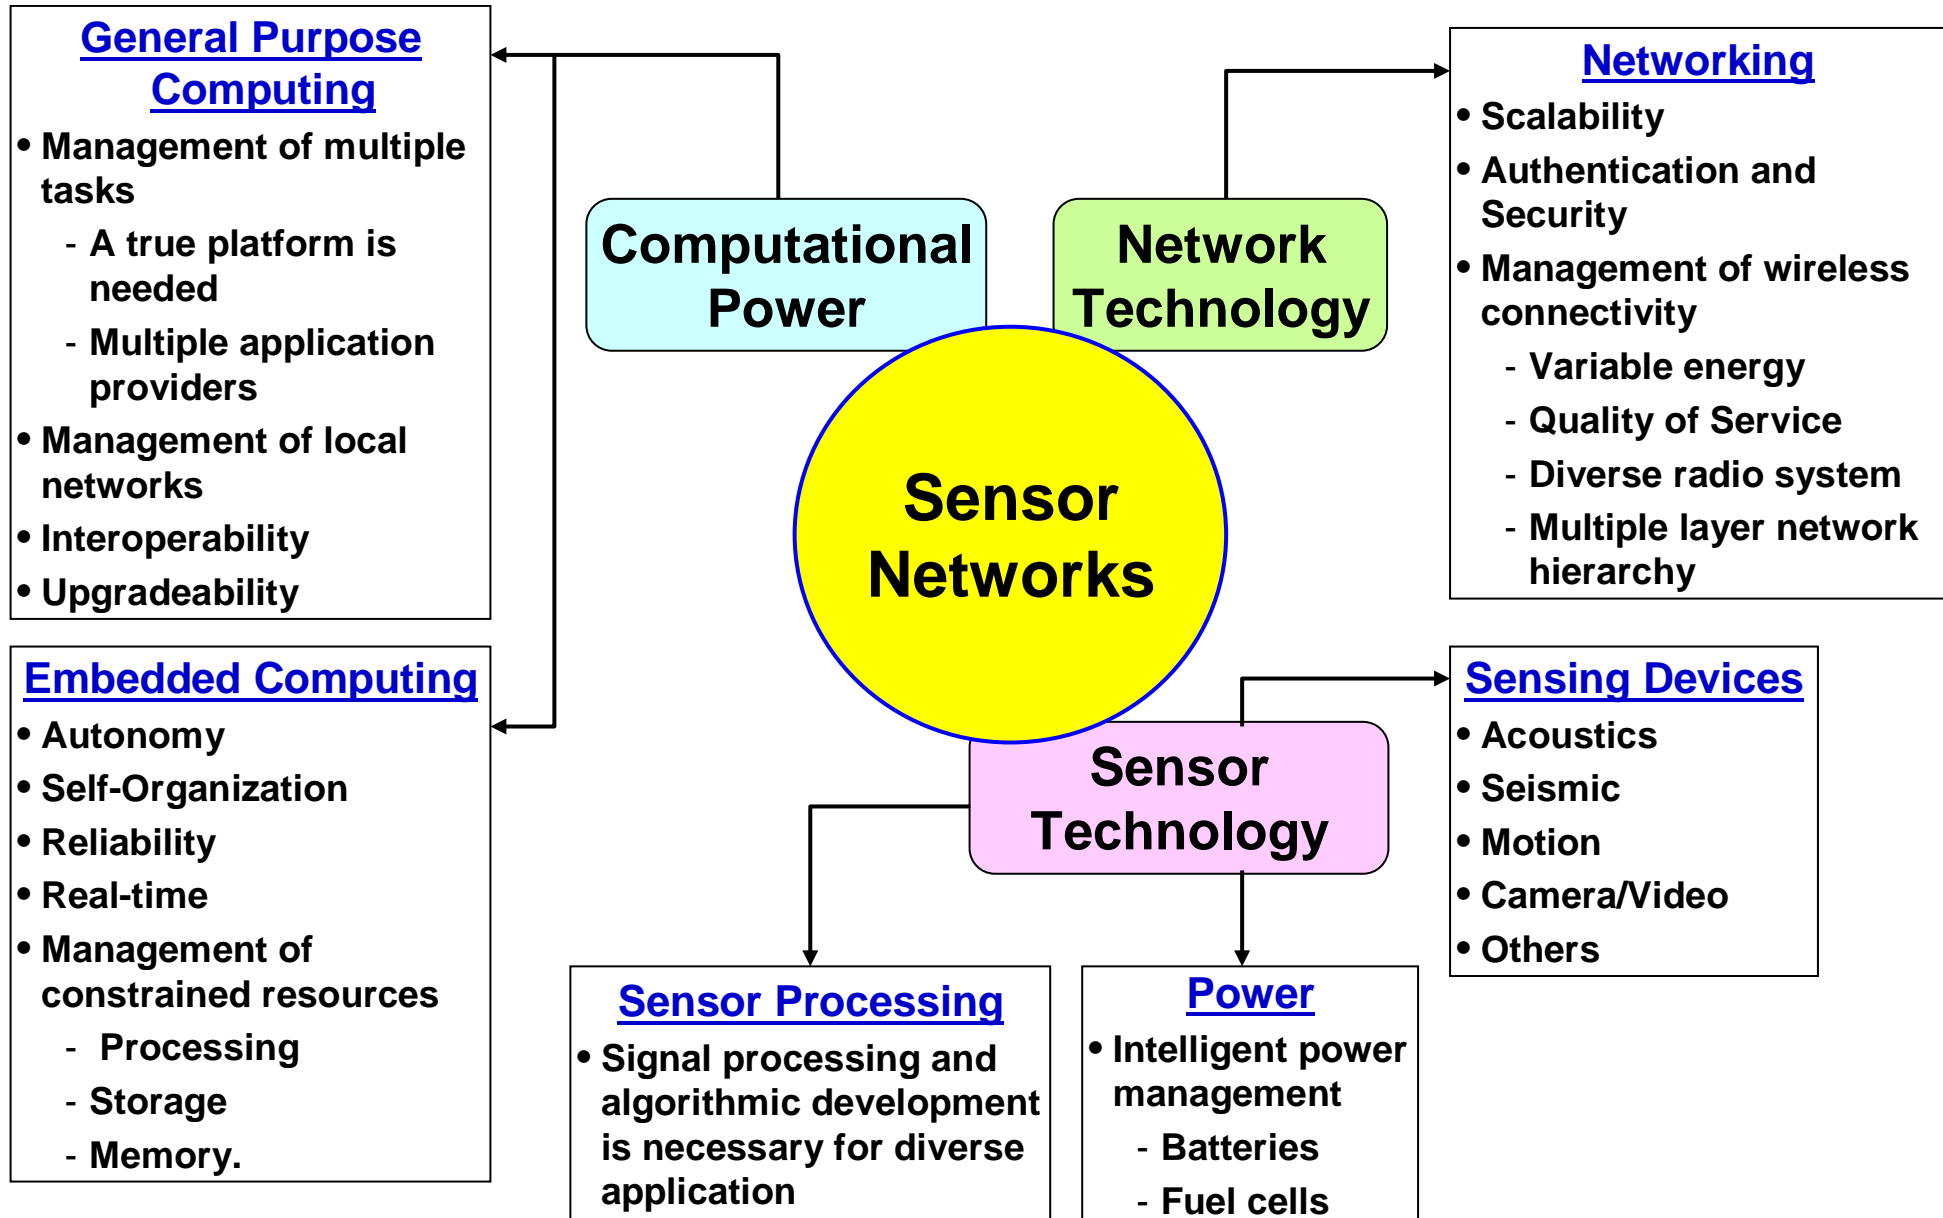 General Purpose
Computing
• Management of multiple
tasks
- A true platform is
needed
- Multiple application
providers
• Management of local
networks
• Interoperability
• Upgradeability
Embedded Computing
• Autonomy
• Self-Organization
• Reliability
• Real-time
• Management of
constrained resources
- Processing
- Storage
- Memory.
Computational
Power
Network
Technology
Sensor
Networks
Sensor
Technology
Sensor Processing
• Signal processing and
algorithmic development
is necessary for diverse
application
Power
• Intelligent power
management
- Batteries
- Fuel cells
Networking
• Scalability
• Authentication and
Security
• Management of wireless
connectivity
- Variable energy
- Quality of Service
- Diverse radio system
- Multiple layer network
hierarchy
Sensing Devices
• Acoustics
• Seismic
• Motion
• Camera/Video
• Others